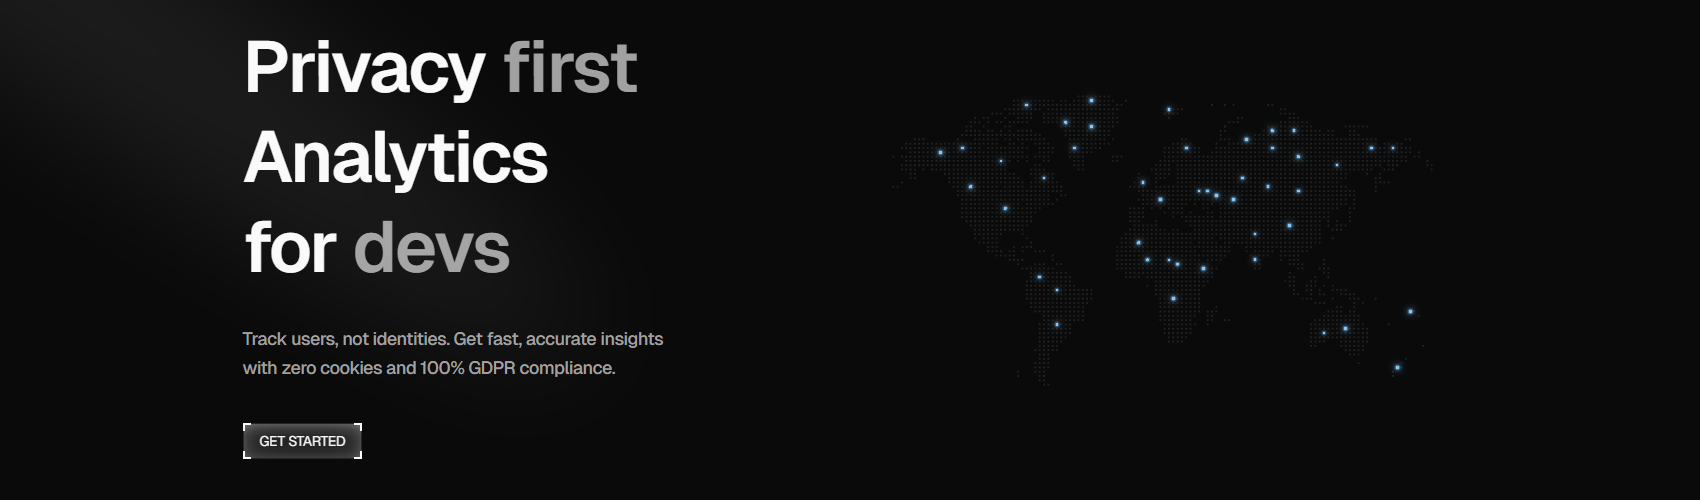 Privacy first
Analytics
for devs
Track users, not identities. Get fast, accurate insights
with zero cookies and 100% GDPR compliance.
GET STARTED